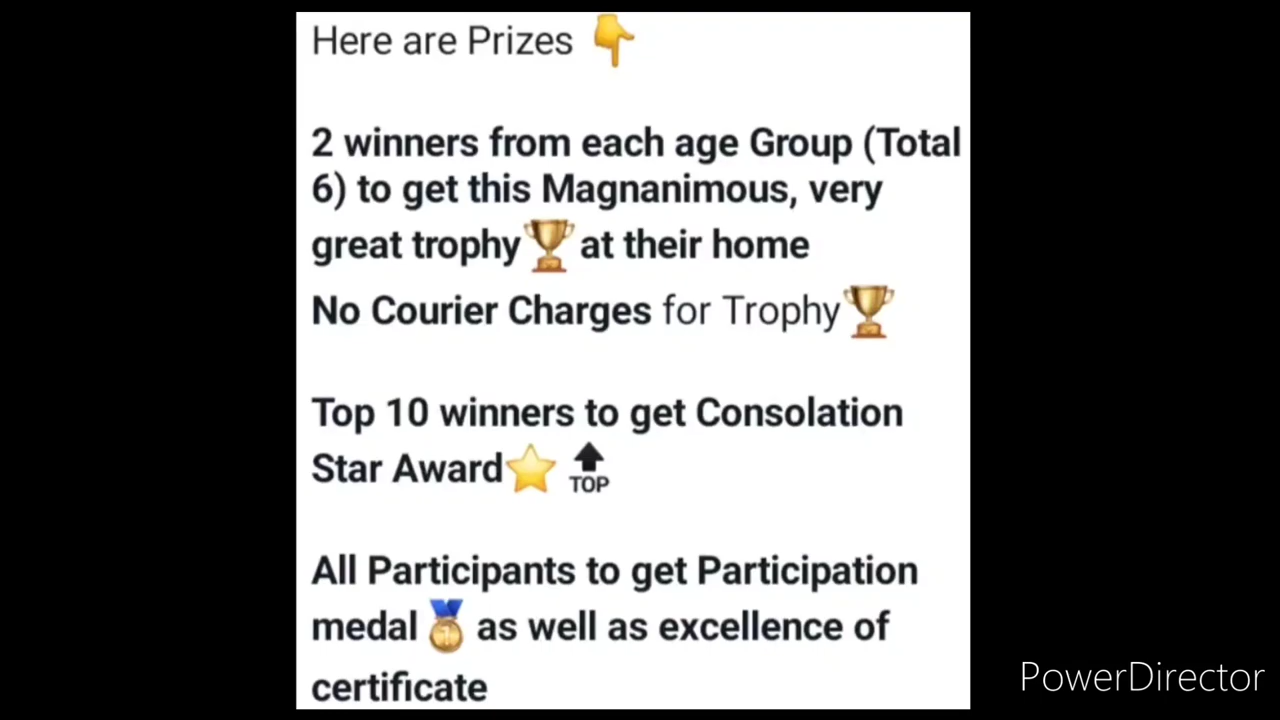 Here are Prizes 👇
2 winners from each age Group (Total
6) to get this Magnanimous, very
great trophy🏆at their home
No Courier Charges for Trophy🏆
Top 10 winners to get Consolation
Star Award⭐ 🔝
All Participants to get Participation
medal🏅as well as excellence of
certificate
PowerDirector